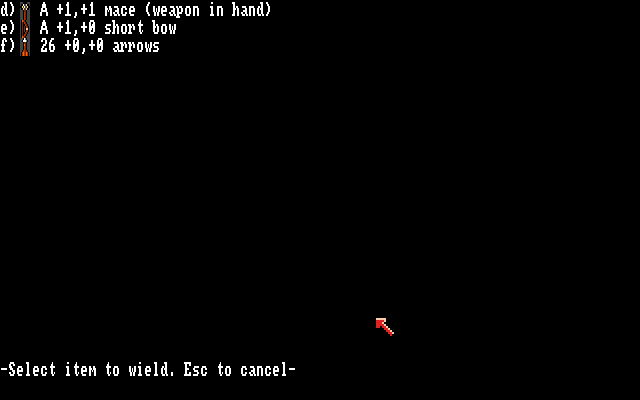 d) A +1,+1 mace (weapon in hand)
e) A +1,+0 short bow
f) 26 +0,+0 arrows
-Select item to wield. Esc to cancel-